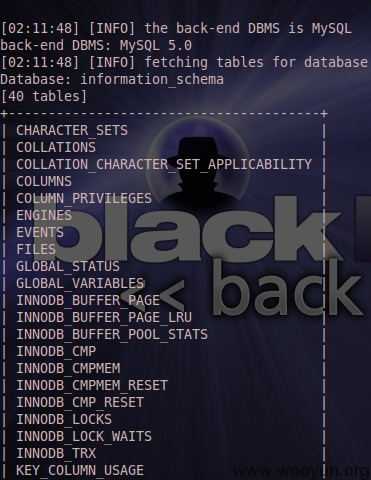 [02:11:48] [INFO] the back-end DBMS is MySQL
back-end DBMS: MySQL 5.0
[02:11:48] [INFO] fetching tables for database
Database: information_schema
[40 tables]
+---------------------------------------+
| CHARACTER_SETS |
| COLLATIONS |
| COLLATION_CHARACTER_SET_APPLICABILITY |
| COLUMNS |
| COLUMN_PRIVILEGES |
| ENGINES |
| EVENTS |
| FILES |
| GLOBAL_STATUS |
| GLOBAL_VARIABLES |
| INNODB_BUFFER_PAGE |
| INNODB_BUFFER_PAGE_LRU |
| INNODB_BUFFER_POOL_STATS |
| INNODB_CMP |
| INNODB_CMPMEM |
| INNODB_CMPMEM_RESET |
| INNODB_CMP_RESET |
| INNODB_LOCKS |
| INNODB_LOCK_WAITS |
| INNODB_TRX |
| KEY_COLUMN_USAGE |
black
<< back
www.wooyun.org